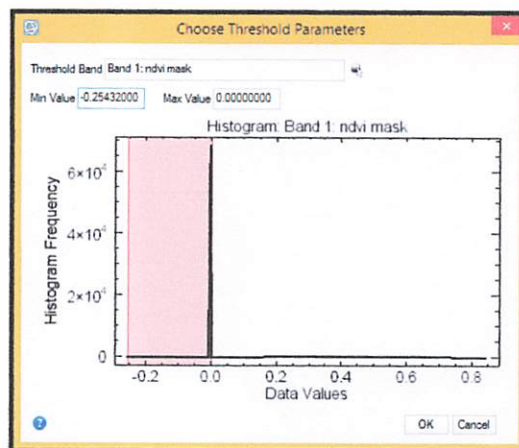 Choose Threshold Parameters
Threshold Band Band 1: ndvi mask
Min Value -0.25432000 Max Value 0.00000000
Histogram: Band 1: ndvi mask
Histogram Frequency
6×10⁴
4×10⁴
2×10⁴
0
-0.2 0.0 0.2 0.4 0.6 0.8
Data Values
OK Cancel